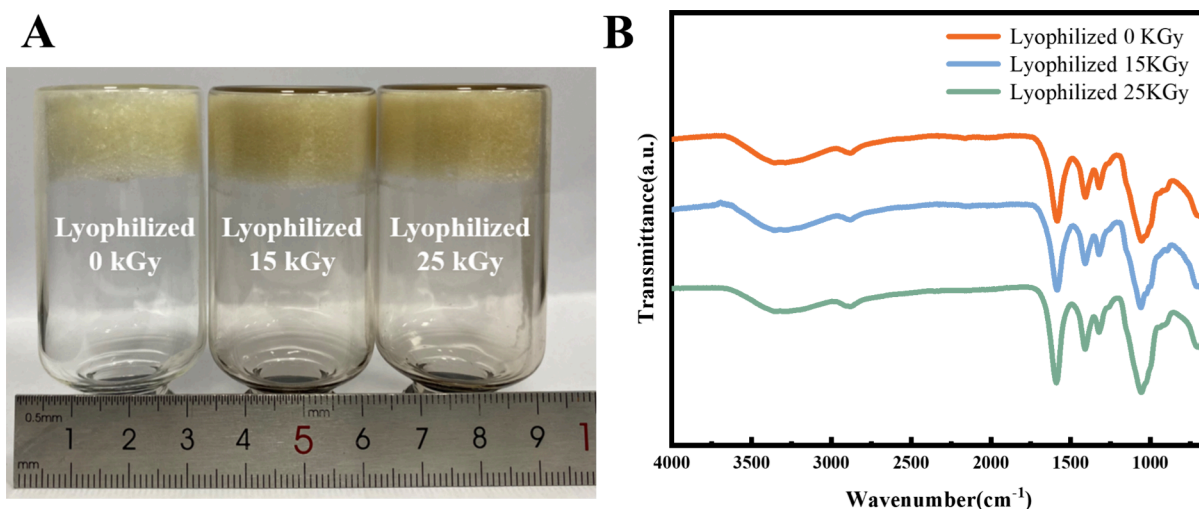 A
Lyophilized
0 kGy
Lyophilized
15 kGy
Lyophilized
25 kGy
0.5mm
mm
1 2 3 4 5 6 7 8 9 1
mm
B
Lyophilized 0 KGy
Lyophilized 15KGy
Lyophilized 25KGy
Transmittance(a.u.)
4000 3500 3000 2500 2000 1500 1000
Wavenumber(cm⁻¹)